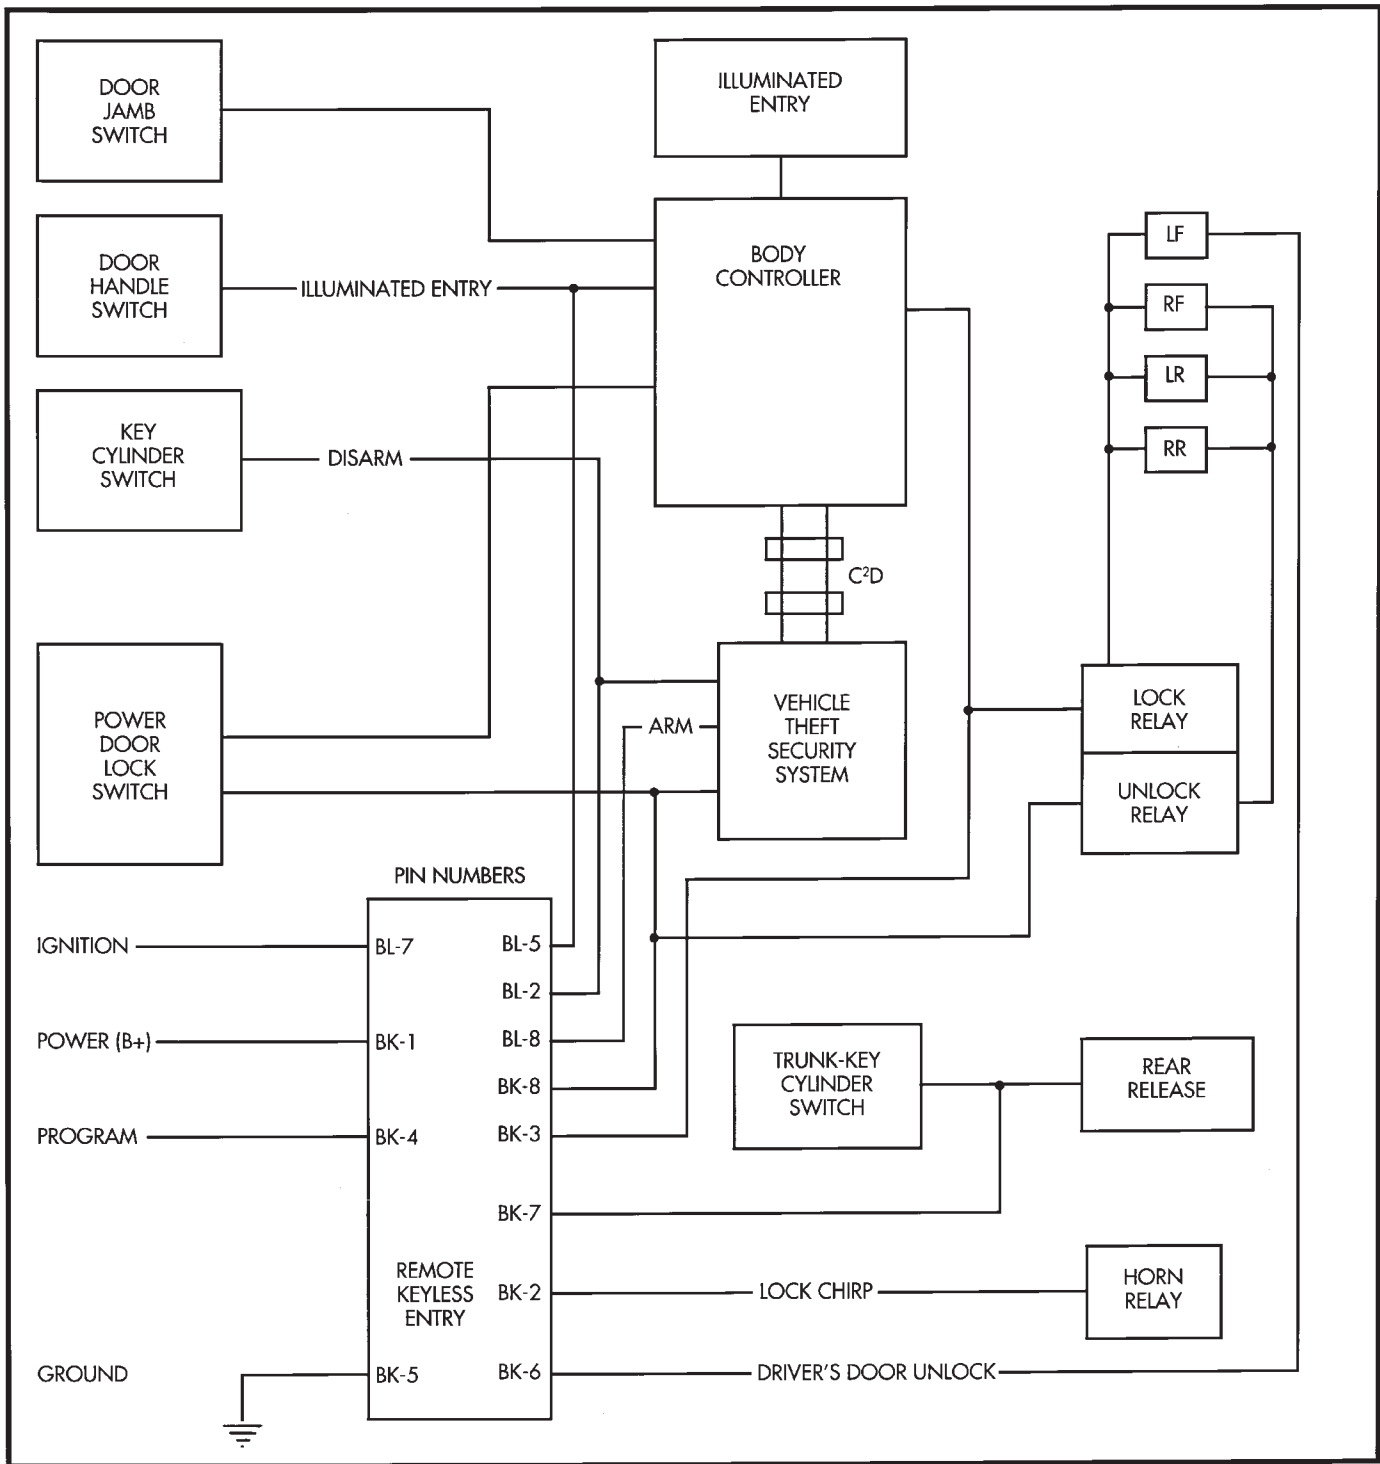 DOOR
JAMB
SWITCH
ILLUMINATED
ENTRY
DOOR
HANDLE
SWITCH
ILLUMINATED ENTRY
BODY
CONTROLLER
LF
RF
LR
RR
KEY
CYLINDER
SWITCH
DISARM
C²D
POWER
DOOR
LOCK
SWITCH
ARM
VEHICLE
THEFT
SECURITY
SYSTEM
LOCK
RELAY
UNLOCK
RELAY
PIN NUMBERS
IGNITION
BL-7
BL-5
BL-2
POWER (B+)
BK-1
BL-8
BK-8
PROGRAM
BK-4
BK-3
BK-7
TRUNK-KEY
CYLINDER
SWITCH
REAR
RELEASE
REMOTE
KEYLESS
ENTRY
BK-2
LOCK CHIRP
HORN
RELAY
GROUND
BK-5
BK-6
DRIVER'S DOOR UNLOCK